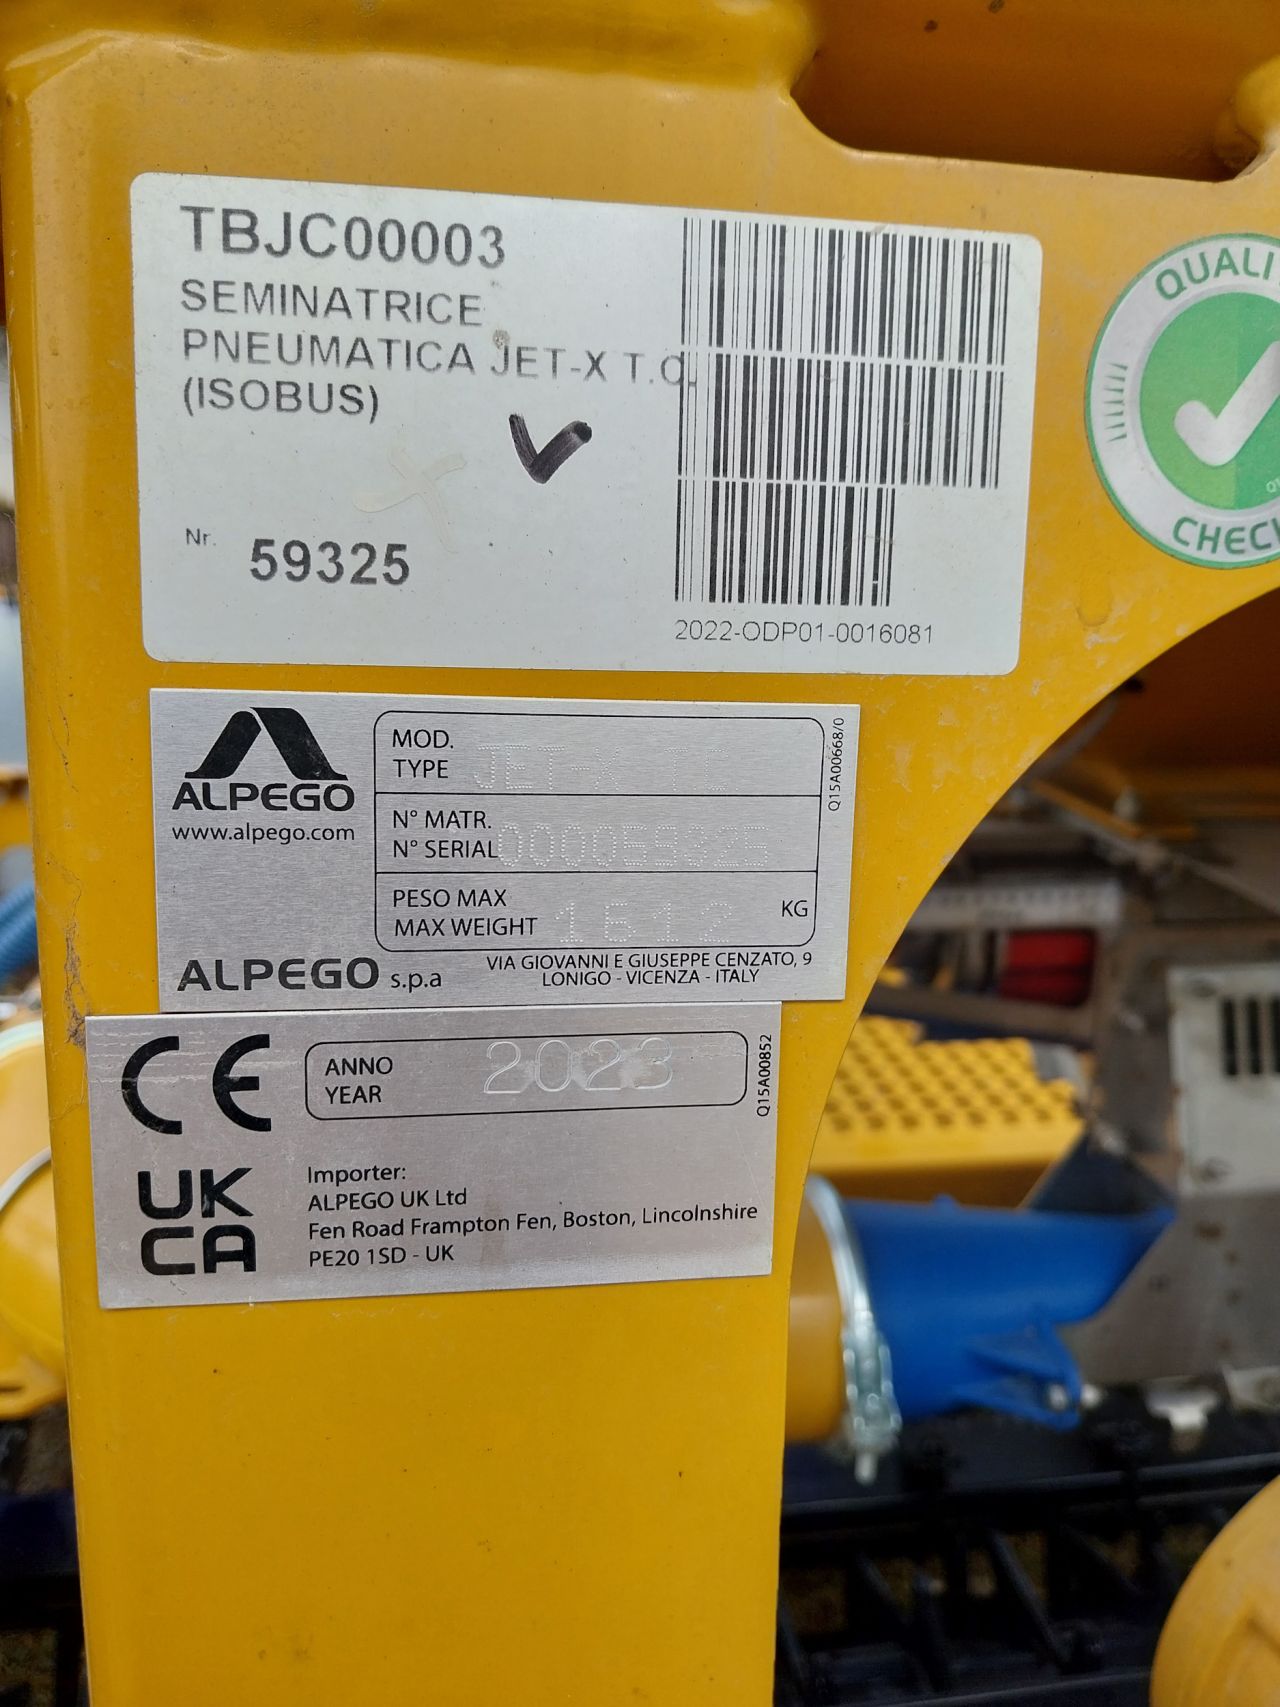 TBJC00003
SEMINATRICE
PNEUMATICA JET-X T.C.
(ISOBUS)
Nr. 59325
2022-ODP01-0016081
QUALI
CHECK
ALPEGO
www.alpego.com
MOD.
TYPE JET-X TC
N° MATR.
N° SERIAL 000059325
PESO MAX
MAX WEIGHT 1612 KG
Q15A00668/0
ALPEGO s.p.a
VIA GIOVANNI E GIUSEPPE CENZATO, 9
LONIGO - VICENZA - ITALY
CE
ANNO
YEAR 2023
Q15A00852
UK
CA
Importer:
ALPEGO UK Ltd
Fen Road Frampton Fen, Boston, Lincolnshire
PE20 1SD - UK